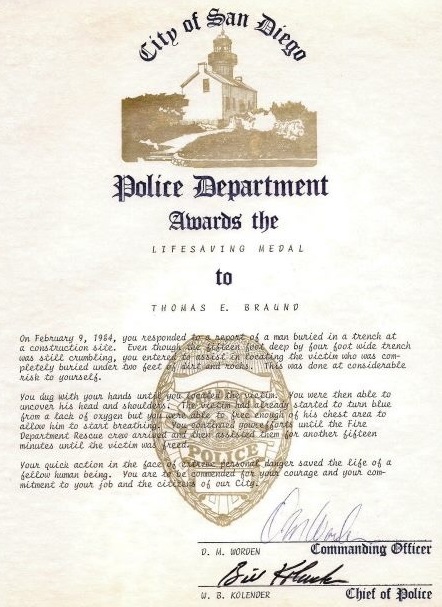 City of San Diego
Police Department
Awards the
LIFESAVING MEDAL
to
THOMAS E. BRAUND
On February 9, 1984, you responded to a report of a man buried in a trench at
a construction site. Even though the fifteen foot deep by four foot wide trench
was still crumbling, you entered to assist in locating the victim who was com-
pletely buried under two feet of dirt and rocks. This was done at considerable
risk to yourself.
You dug with your hands until you located the victim. You were then able to
uncover his head and shoulders. The victim had already started to turn blue
from a lack of oxygen but you were able to free enough of his chest area to
allow him to start breathing. You continued your efforts until the Fire
Department Rescue crew arrived and then assisted them for another fifteen
minutes until the victim was freed.
Your quick action in the face of extreme personal danger saved the life of a
fellow human being. You are to be commended for your courage and your com-
mitment to your job and the citizens of our City.
POLICE
D. M. WORDEN Commanding Officer
Bill Kolender
W. B. KOLENDER Chief of Police